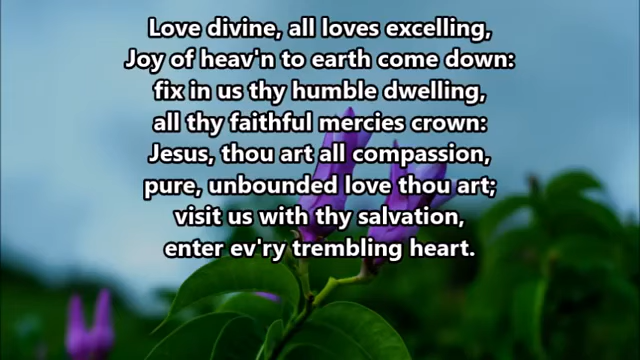 Love divine, all loves excelling,
Joy of heav'n to earth come down:
fix in us thy humble dwelling,
all thy faithful mercies crown:
Jesus, thou art all compassion,
pure, unbounded love thou art;
visit us with thy salvation,
enter ev'ry trembling heart.